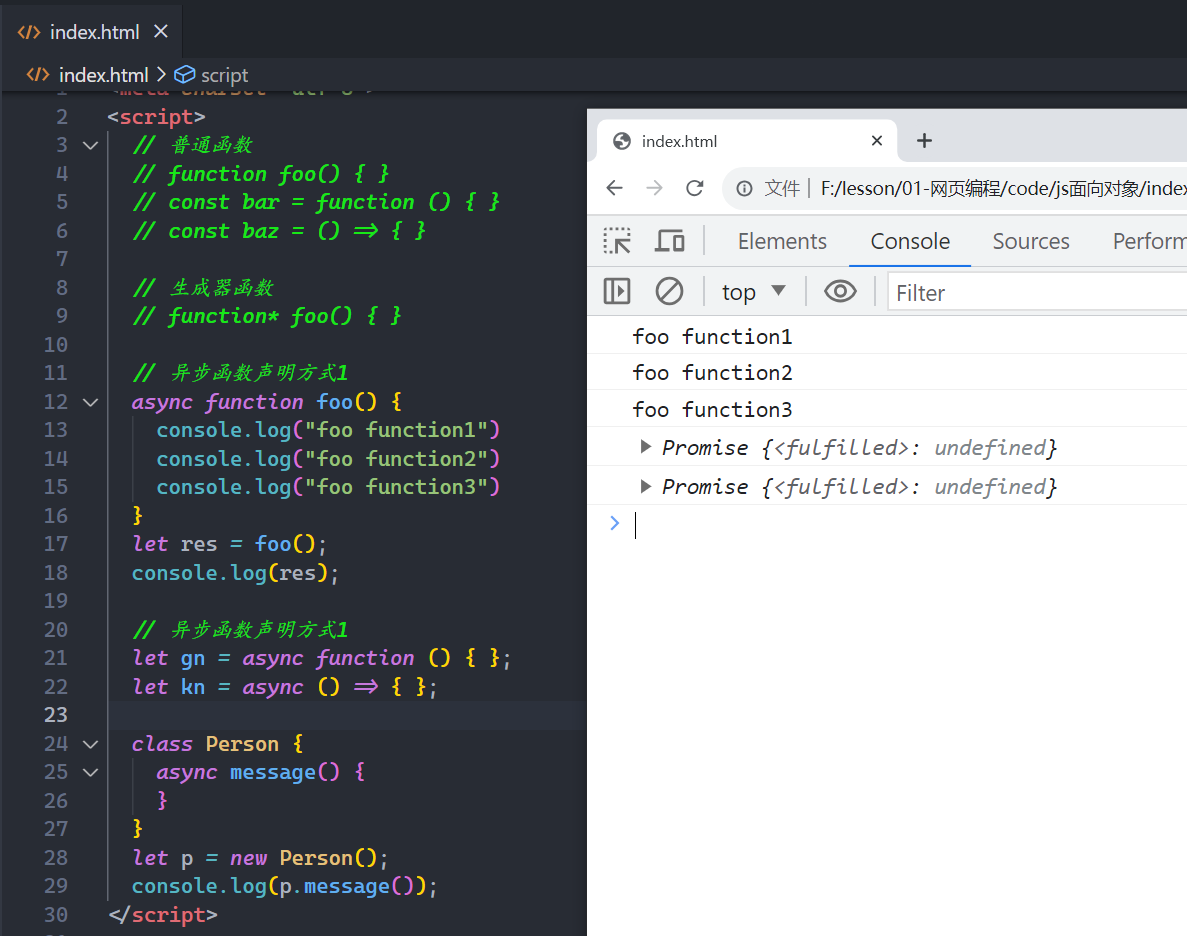 index.html
index.html > script
2 <script>
3 // 普通函数
4 // function foo() { }
5 // const bar = function () { }
6 // const baz = () => { }
7
8 // 生成器函数
9 // function* foo() { }
10
11 // 异步函数声明方式1
12 async function foo() {
13 console.log("foo function1")
14 console.log("foo function2")
15 console.log("foo function3")
16 }
17 let res = foo();
18 console.log(res);
19
20 // 异步函数声明方式1
21 let gn = async function () { };
22 let kn = async () => { };
23
24 class Person {
25 async message() {
26 }
27 }
28 let p = new Person();
29 console.log(p.message());
30 </script>
index.html
文件 F:/lesson/01-网页编程/code/js面向对象/index
Elements Console Sources Perform
top Filter
foo function1
foo function2
foo function3
Promise {<fulfilled>: undefined}
Promise {<fulfilled>: undefined}